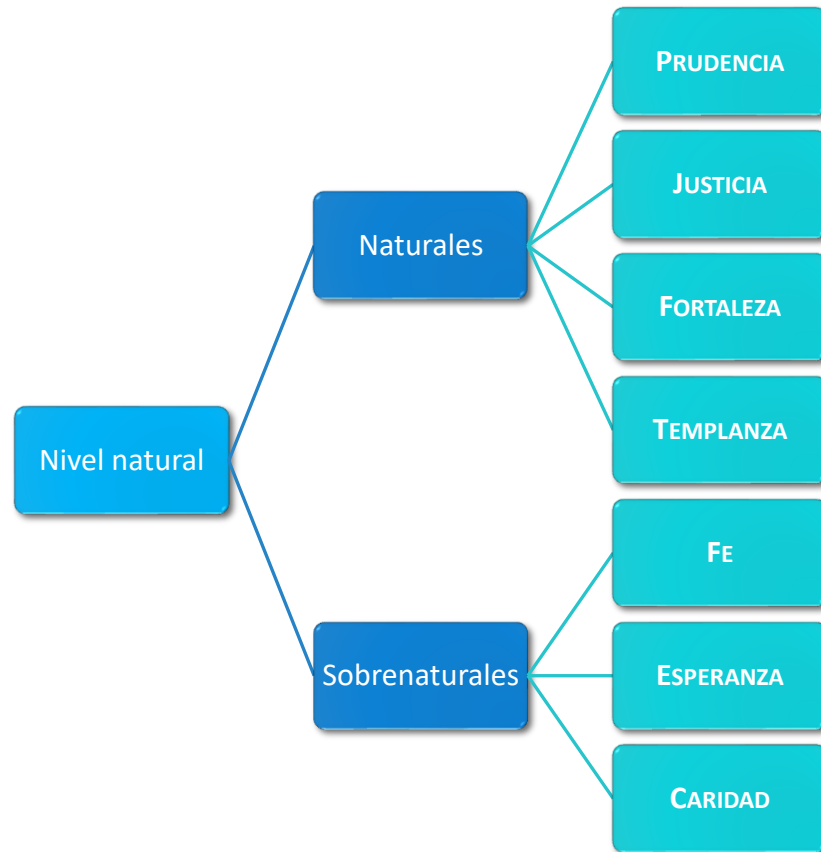 Nivel natural
Naturales
PRUDENCIA
JUSTICIA
FORTALEZA
TEMPLANZA
Sobrenaturales
FE
ESPERANZA
CARIDAD